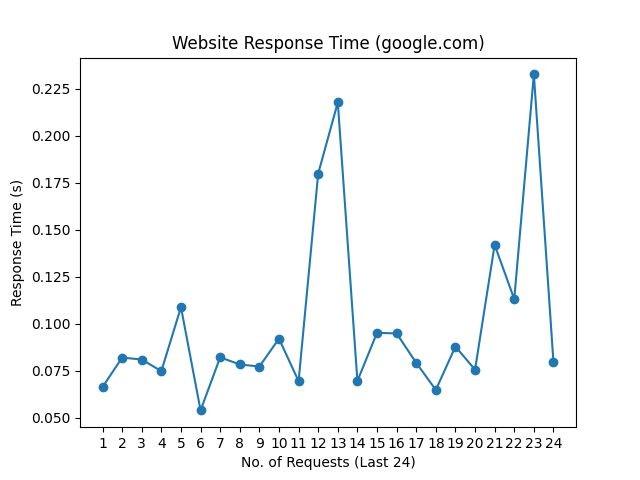 Website Response Time (google.com)
0.225
0.200
0.175
0.150
0.125
0.100
0.075
0.050
Response Time (s)
1 2 3 4 5 6 7 8 9 10 11 12 13 14 15 16 17 18 19 20 21 22 23 24
No. of Requests (Last 24)